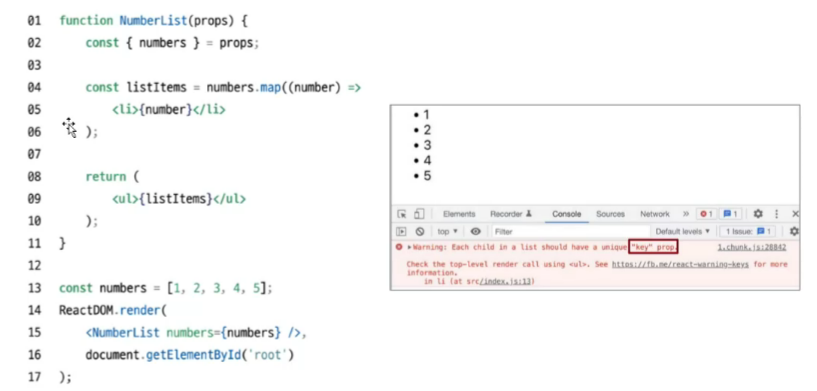 01 function NumberList(props) {
02 const { numbers } = props;
03
04 const listItems = numbers.map((number) =>
05 <li>{number}</li>
06 );
07
08 return (
09 <ul>{listItems}</ul>
10 );
11 }
12
13 const numbers = [1, 2, 3, 4, 5];
14 ReactDOM.render(
15 <NumberList numbers={numbers} />,
16 document.getElementById('root')
17 );
• 1
• 2
• 3
• 4
• 5
Elements Recorder Console Sources Network » 1 1
top ▾ Filter Default levels ▾ 1 Issue: 1
▸Warning: Each child in a list should have a unique "key" prop. 1.chunk.js:28842
Check the top-level render call using <ul>. See https://fb.me/react-warning-keys for more
information.
in li (at src/index.js:13)